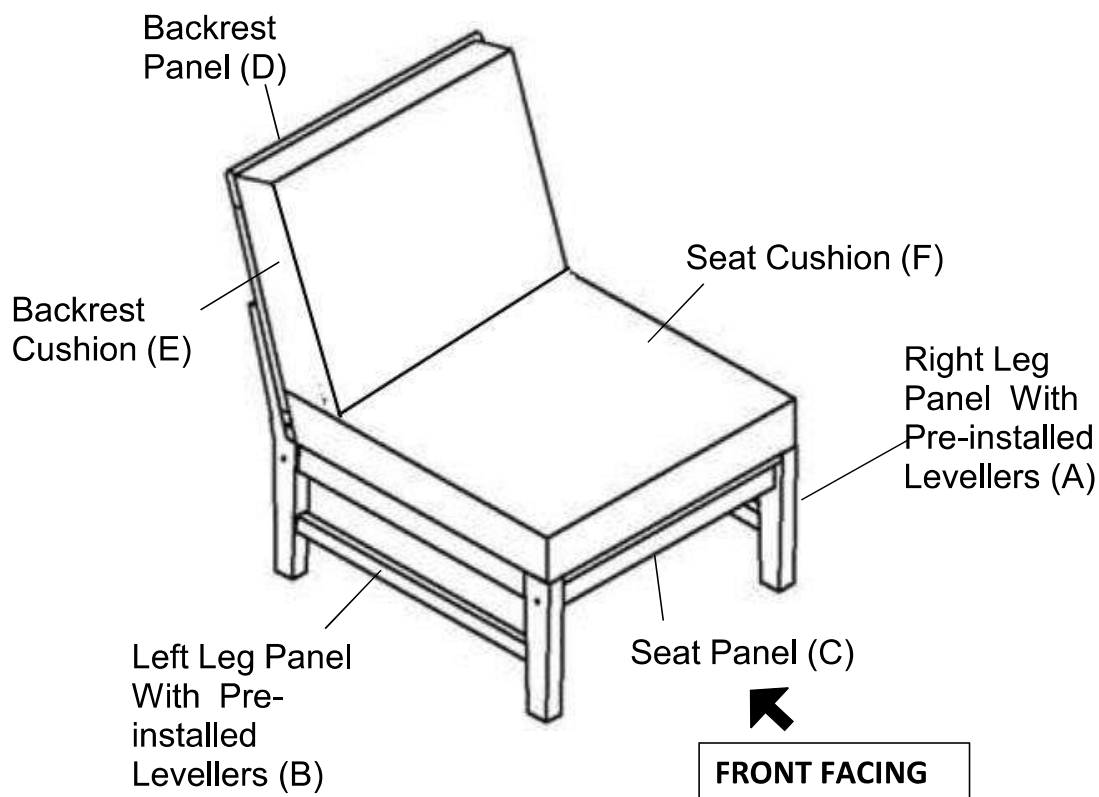 Backrest
Panel (D)
Seat Cushion (F)
Backrest
Cushion (E)
Right Leg
Panel With
Pre-installed
Levellers (A)
Left Leg Panel
With Pre-
installed
Levellers (B)
Seat Panel (C)
FRONT FACING